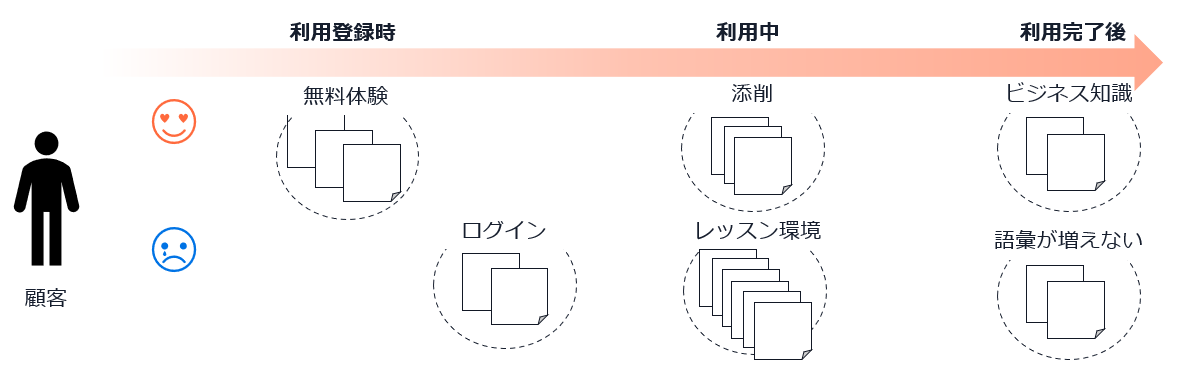 利用登録時
利用中
利用完了後
無料体験
添削
ビジネス知識
ログイン
レッスン環境
語彙が増えない
顧客